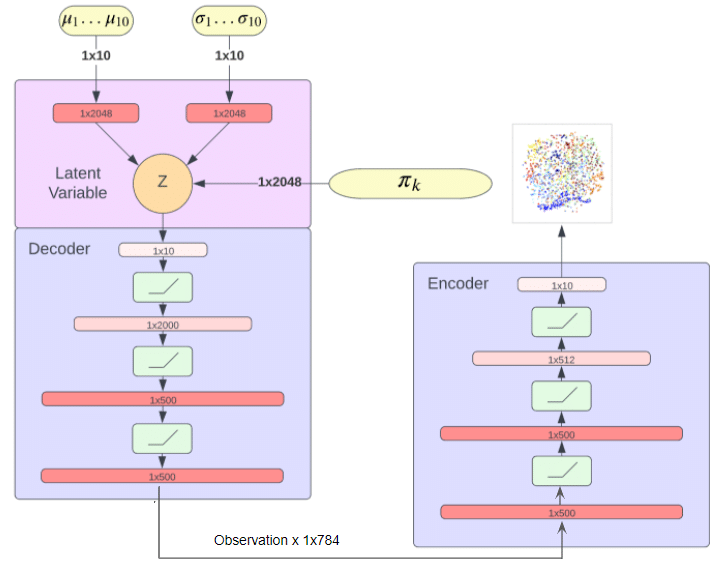 μ₁...μ₁₀
σ₁...σ₁₀
1x10
1x10
1x2048
1x2048
Latent
Variable
Z
1x2048
πₖ
Decoder
1x10
1x2000
1x500
1x500
Encoder
1x10
1x512
1x500
1x500
Observation x 1x784